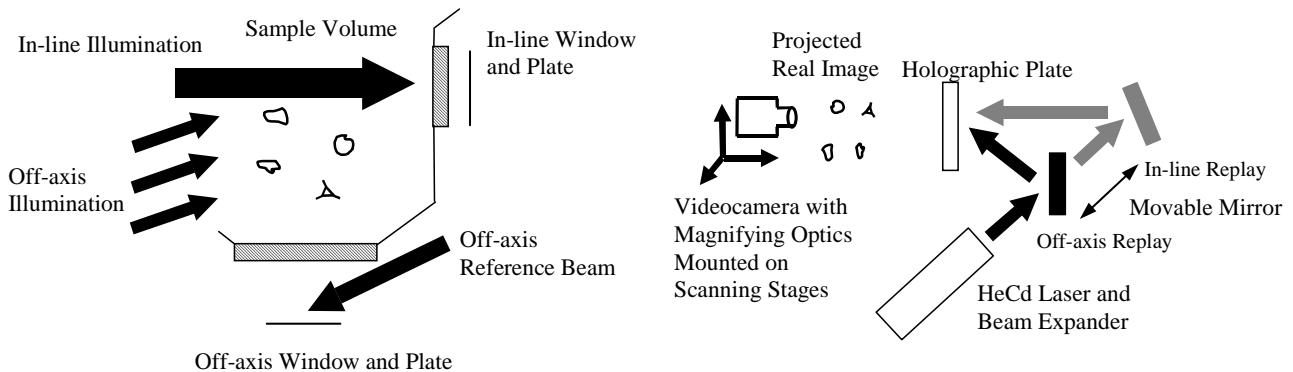 In-line Illumination
Sample Volume
In-line Window
and Plate
Off-axis
Illumination
Off-axis
Reference Beam
Off-axis Window and Plate
Projected
Real Image
Holographic Plate
Videocamera with
Magnifying Optics
Mounted on
Scanning Stages
In-line Replay
Movable Mirror
Off-axis Replay
HeCd Laser and
Beam Expander